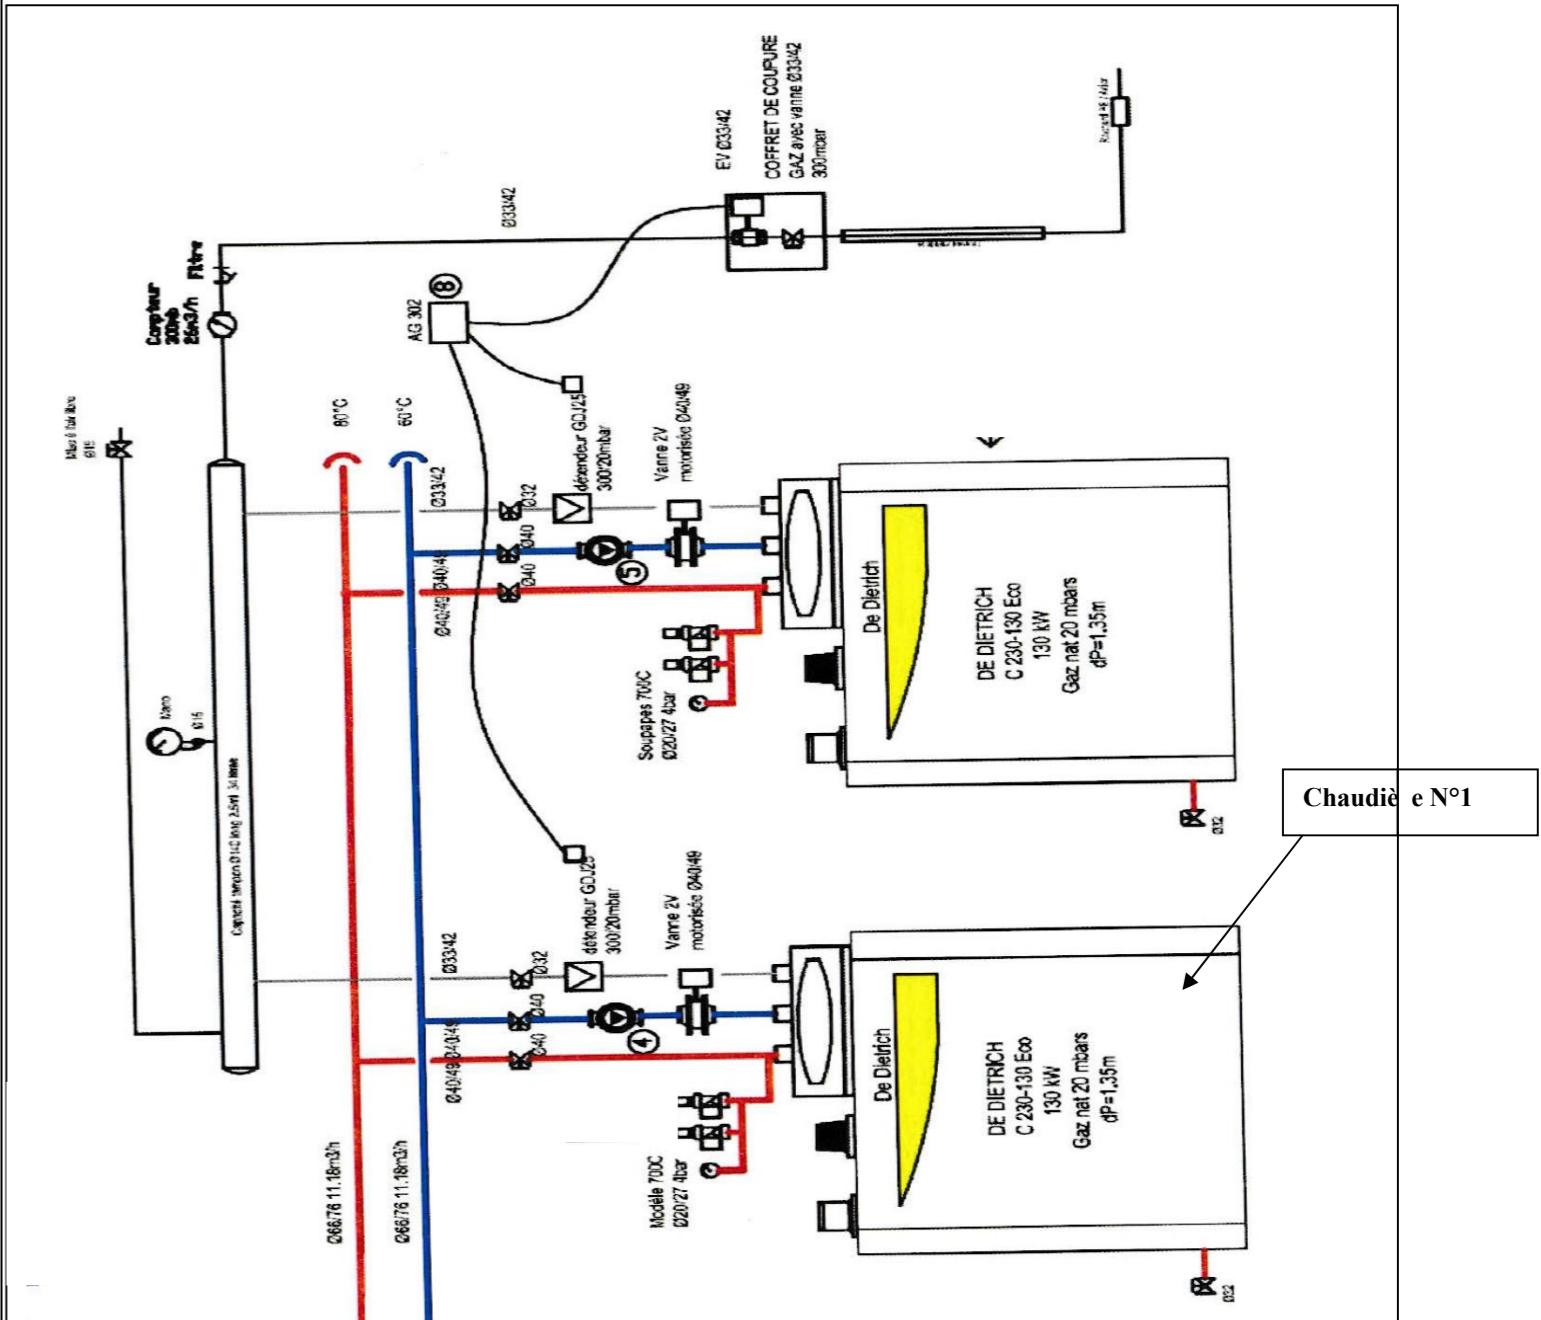 EV Ø33/42
COFFRET DE COUPURE
GAZ avec vanne Ø33/42
300mbar
Ø33/42
Filtre
Compteur
300mb
AG 302
8
Ø15
80°C
60°C
Ø33/42
Ø32
Ø40
Ø40
Ø40/49
Ø40/49
détendeur GDJ25
300/20mbar
Vanne 2V
motorisée Ø40/49
5
Mano
Ø15
Soupapes 700C
Ø20/27 4bar
De Dietrich
DE DIETRICH
C 230-130 Eco
130 kW
Gaz nat 20 mbars
dP=1,35m
Ø32
Chaudiè e N°1
Ø33/42
Ø32
Ø40
Ø40
Ø40/49
Ø40/49
détendeur GDJ25
300/20mbar
Vanne 2V
motorisée Ø40/49
4
Modèle 700C
Ø20/27 4bar
De Dietrich
DE DIETRICH
C 230-130 Eco
130 kW
Gaz nat 20 mbars
dP=1,35m
Ø32
Ø66/76 11.18m3/h
Ø66/76 11.18m3/h